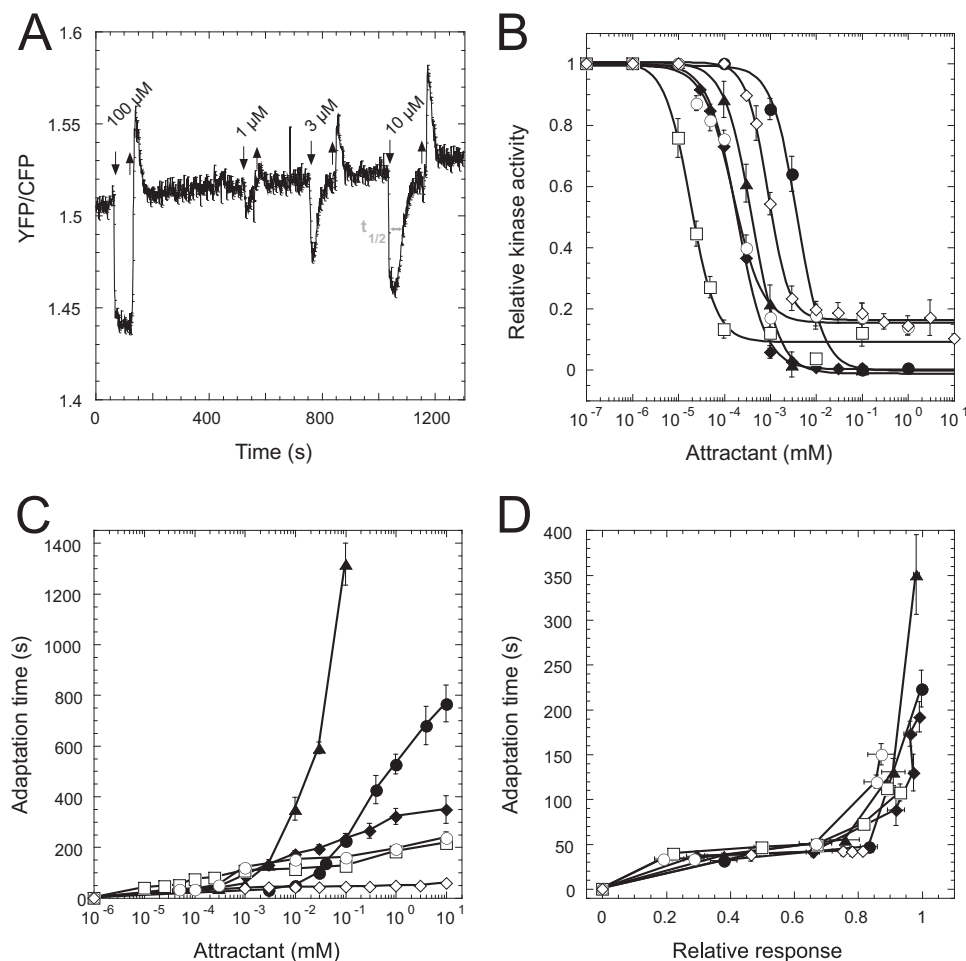 A
YFP/CFP
1.6
1.55
1.5
1.45
1.4
100 µM
1 µM
3 µM
10 µM
t1/2
0 400 800 1200
Time (s)
B
Relative kinase activity
1
0.8
0.6
0.4
0.2
0
10-7 10-6 10-5 10-4 10-3 10-2 10-1 100 101
Attractant (mM)
C
Adaptation time (s)
1400
1200
1000
800
600
400
200
0
10-6 10-5 10-4 10-3 10-2 10-1 100 101
Attractant (mM)
D
Adaptation time (s)
400
350
300
250
200
150
100
50
0
0 0.2 0.4 0.6 0.8 1
Relative response